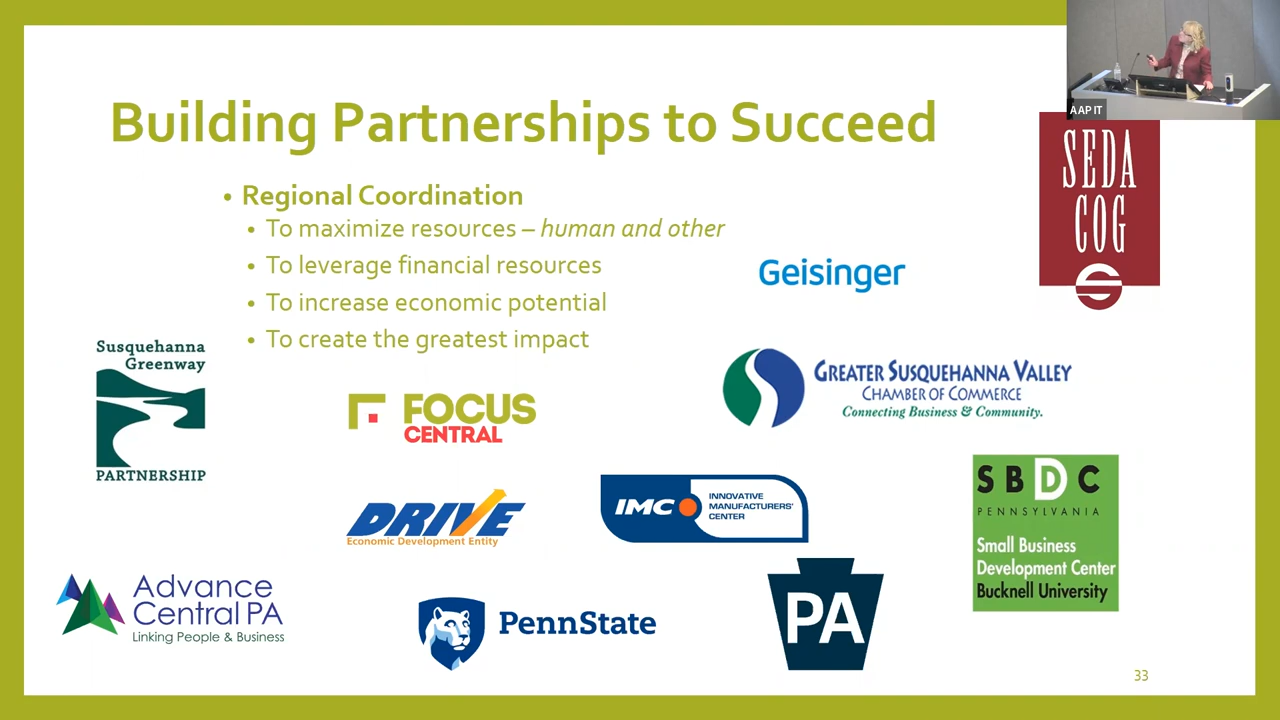 AAP IT
Building Partnerships to Succeed
• Regional Coordination
• To maximize resources – human and other
• To leverage financial resources
• To increase economic potential
• To create the greatest impact
SEDA
COG
Geisinger
Susquehanna
Greenway
PARTNERSHIP
FOCUS
CENTRAL
GREATER SUSQUEHANNA VALLEY
CHAMBER OF COMMERCE
Connecting Business & Community.
DRIVE
Economic Development Entity
IMC
INNOVATIVE
MANUFACTURERS'
CENTER
SBDC
PENNSYLVANIA
Small Business
Development Center
Bucknell University
Advance
Central PA
Linking People & Business
PennState
PA
33